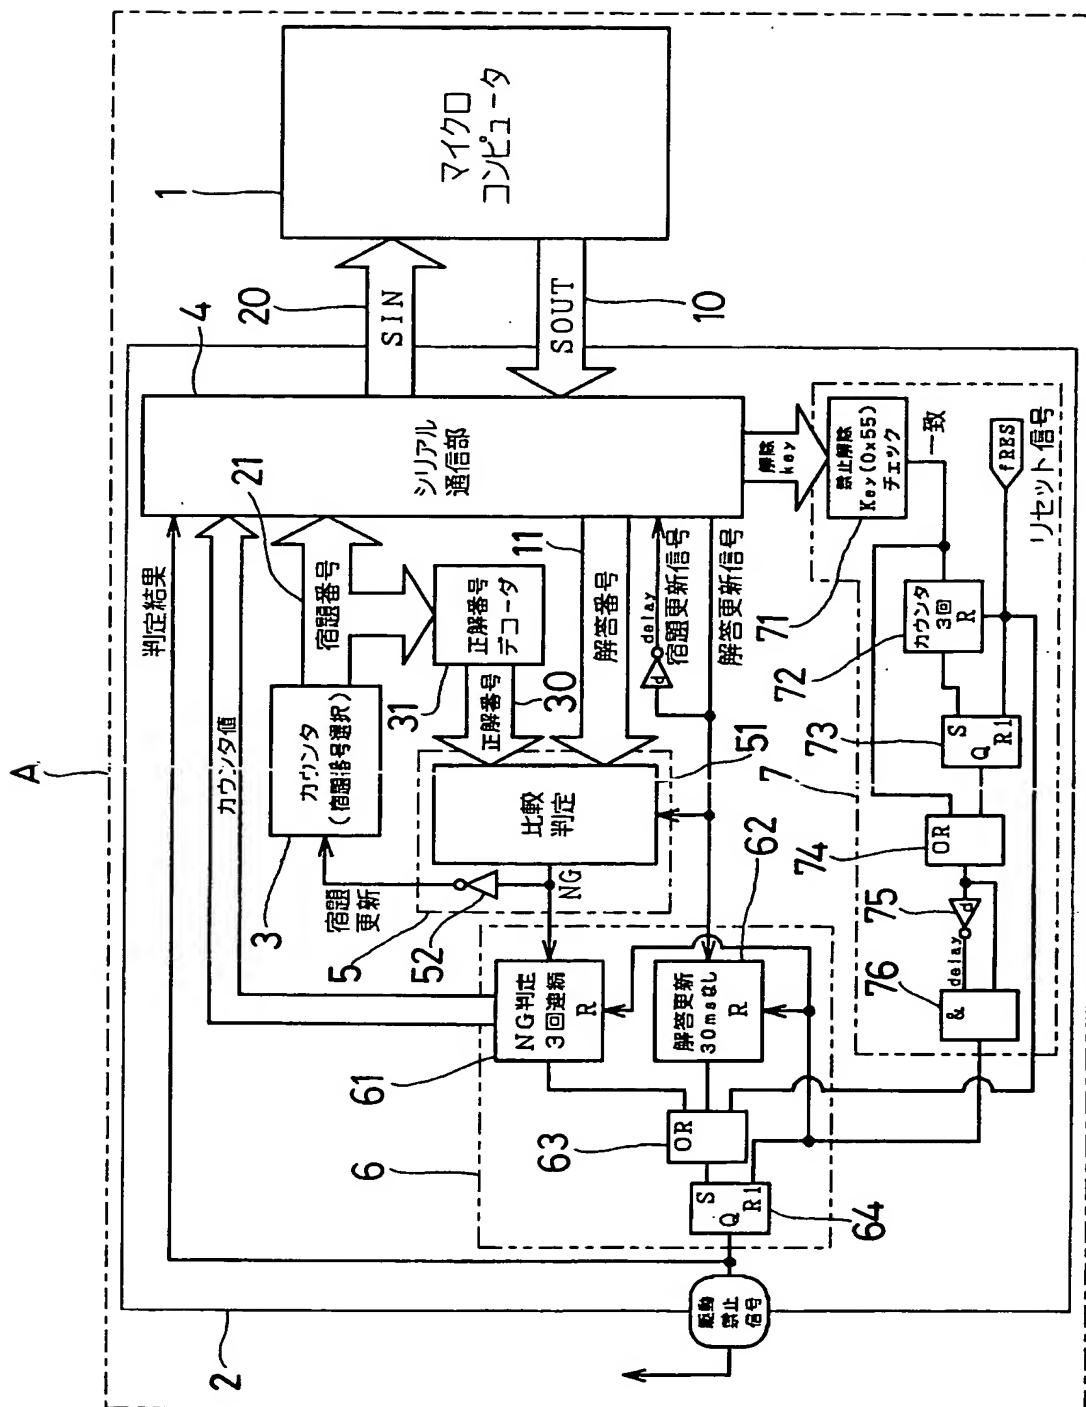 A
1
マイクロ
コンピュータ
20
SIN
SOUT
10
4
シリアル
通信部
判定結果
カウンタ値
21
宿題番号
3
カウンタ
(宿題番号選択)
宿題
更新
正解番号
デコーダ
31
正解番号
30
11
解答番号
d
delay
宿題更新信号
解答更新信号
5
比較
判定
51
52
NG
6
61
NG判定
3回連続
R
62
解答更新
30msなし
R
63
OR
64
S
Q
R1
駆動
禁止
信号
2
7
解除
key
71
禁止解除
Key(0x55)
チェック
一致
72
カウンタ
3回
R
73
S
Q
R1
74
OR
75
d
delay
76
&
fRES
リセット信号